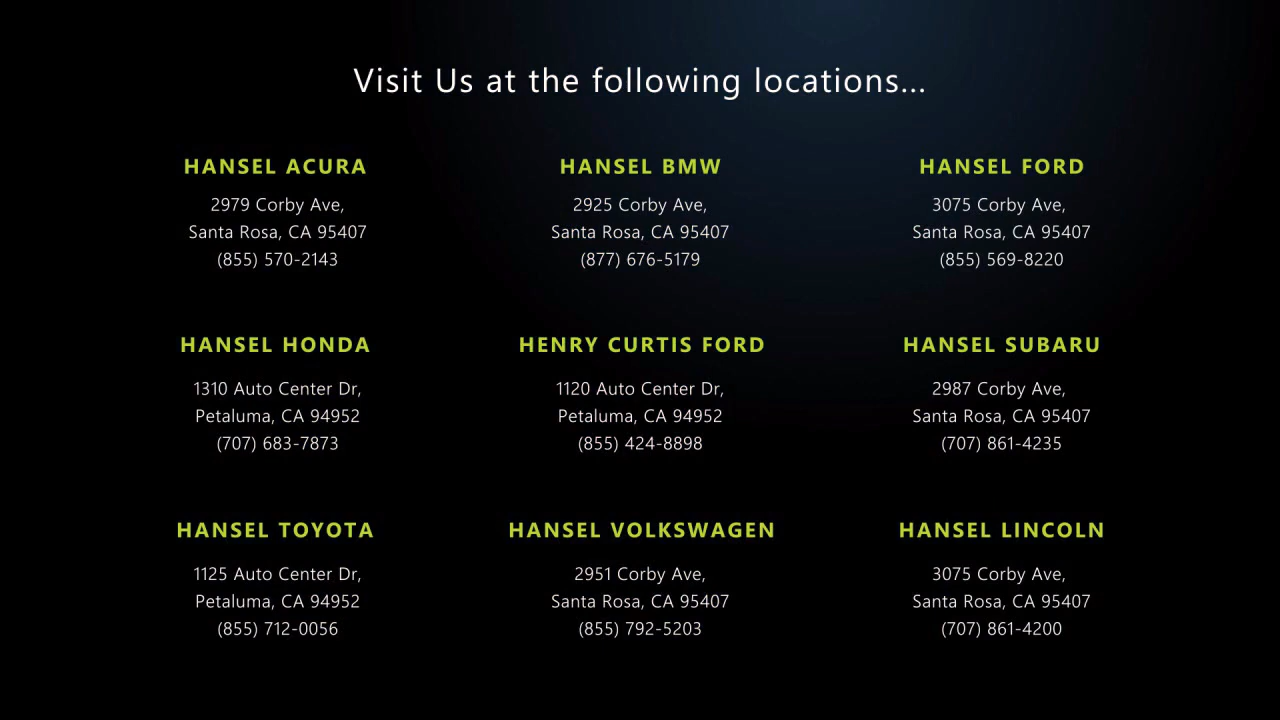 Visit Us at the following locations...
HANSEL ACURA
2979 Corby Ave,
Santa Rosa, CA 95407
(855) 570-2143
HANSEL BMW
2925 Corby Ave,
Santa Rosa, CA 95407
(877) 676-5179
HANSEL FORD
3075 Corby Ave,
Santa Rosa, CA 95407
(855) 569-8220
HANSEL HONDA
1310 Auto Center Dr,
Petaluma, CA 94952
(707) 683-7873
HENRY CURTIS FORD
1120 Auto Center Dr,
Petaluma, CA 94952
(855) 424-8898
HANSEL SUBARU
2987 Corby Ave,
Santa Rosa, CA 95407
(707) 861-4235
HANSEL TOYOTA
1125 Auto Center Dr,
Petaluma, CA 94952
(855) 712-0056
HANSEL VOLKSWAGEN
2951 Corby Ave,
Santa Rosa, CA 95407
(855) 792-5203
HANSEL LINCOLN
3075 Corby Ave,
Santa Rosa, CA 95407
(707) 861-4200